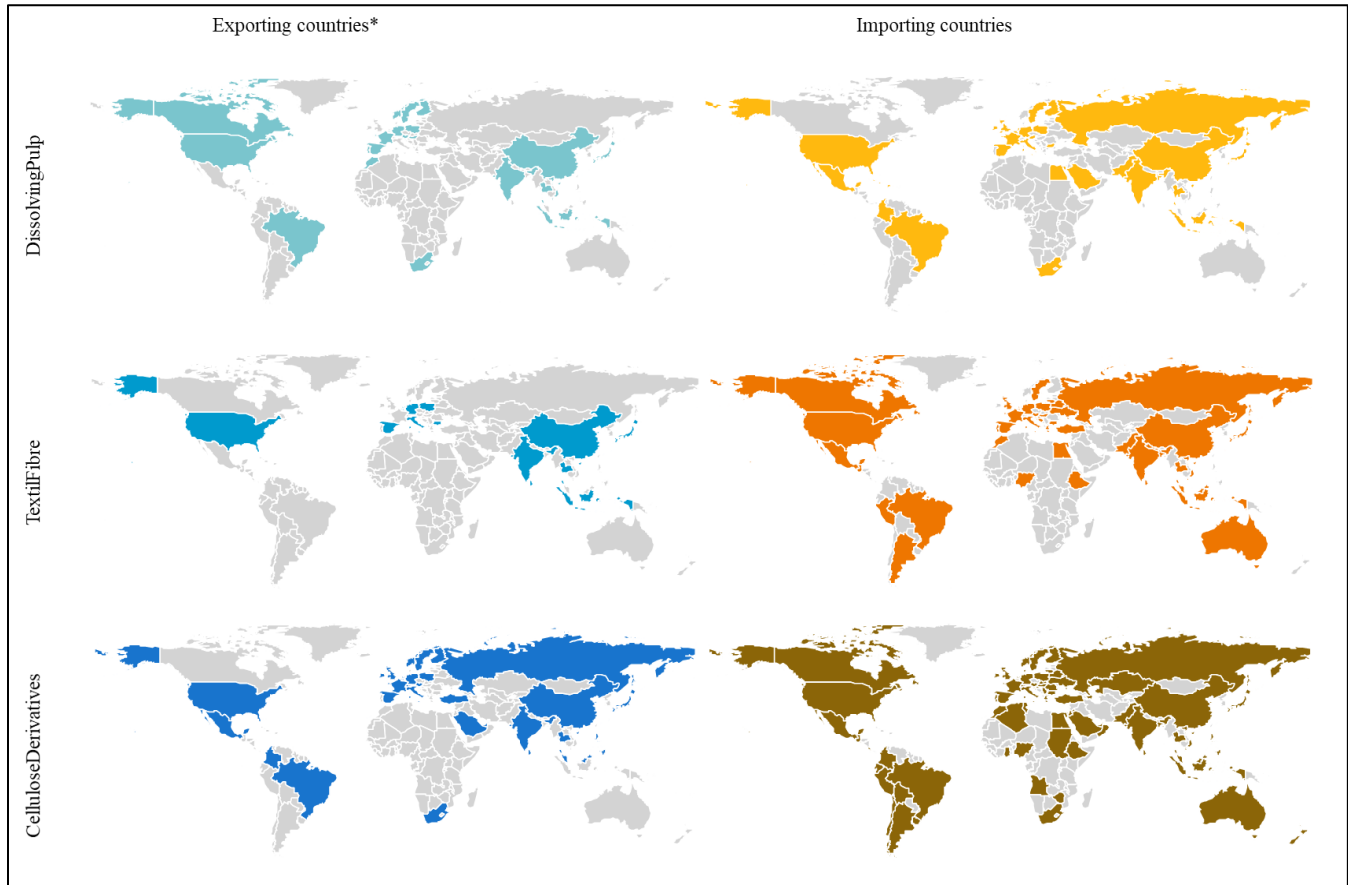 Exporting countries*
Importing countries
DissolvingPulp
TextilFibre
CelluloseDerivatives